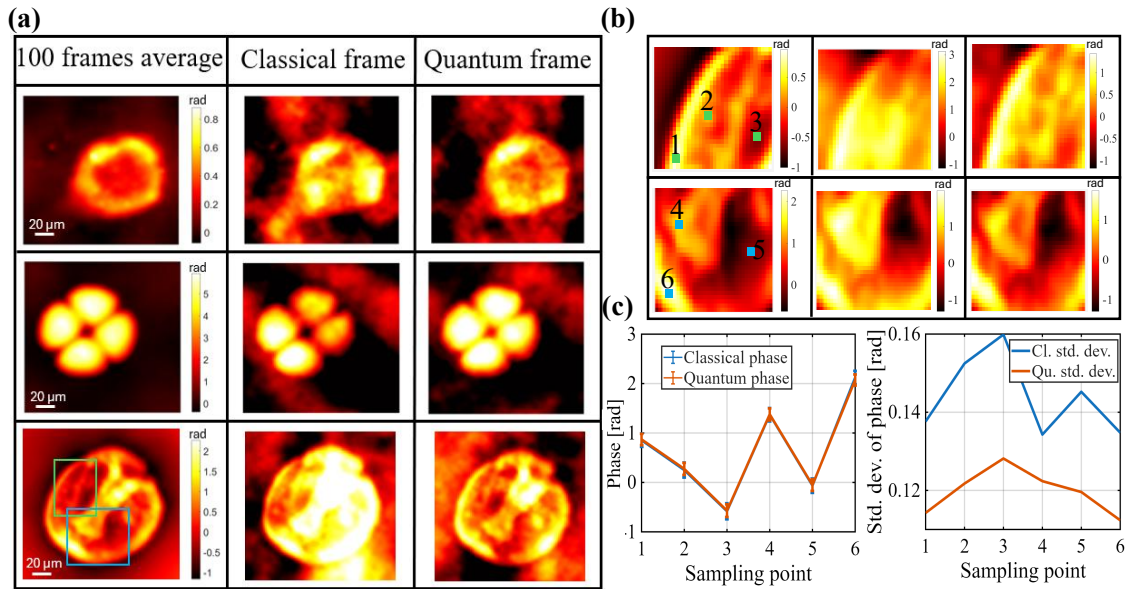 (a)
100 frames average
Classical frame
Quantum frame
rad
0.8
0.6
0.4
0.2
0
20 µm
rad
5
4
3
2
1
0
20 µm
rad
2
1.5
1
0.5
0
-0.5
-1
20 µm
(b)
rad
0.5
0
-0.5
-1
1
2
3
rad
3
2
1
0
-1
rad
1
0
-1
rad
2
1
0
-1
4
5
6
rad
1
0
-1
rad
1
0
-1
(c)
3
2
1
0
-1
Phase [rad]
Classical phase
Quantum phase
1 2 3 4 5 6
Sampling point
0.16
0.14
0.12
Std. dev. of phase [rad]
Cl. std. dev.
Qu. std. dev.
1 2 3 4 5 6
Sampling point